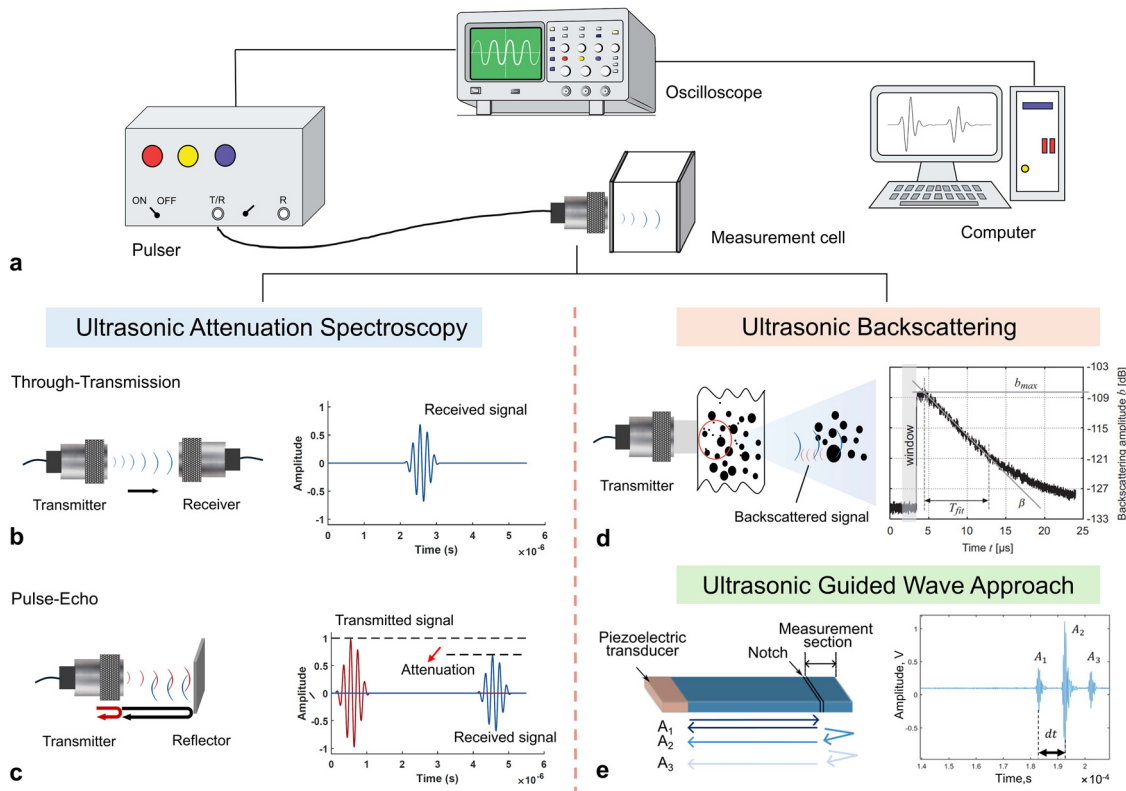 Oscilloscope
ON OFF
T/R
R
Pulser
Measurement cell
Computer
a
Ultrasonic Attenuation Spectroscopy
Through-Transmission
Transmitter
Receiver
b
Received signal
Amplitude
1
0.5
0
-0.5
-1
0 1 2 3 4 5 6
Time (s)
×10⁻⁶
Pulse-Echo
Transmitter
Reflector
c
Transmitted signal
Attenuation
Received signal
Amplitude
1
0.5
0
-0.5
-1
0 1 2 3 4 5 6
Time (s)
×10⁻⁶
Ultrasonic Backscattering
Transmitter
Backscattered signal
d
window
b_max
T_fit
β
-103
-109
-115
-121
-127
-133
Backscattering amplitude b [dB]
0 5 10 15 20 25
Time t [µs]
Ultrasonic Guided Wave Approach
Piezoelectric
transducer
Notch
Measurement
section
A₁
A₂
A₃
e
Amplitude, V
1
0.5
0
-0.5
A₁
A₂
A₃
dt
1.4 1.5 1.6 1.7 1.8 1.9 2
Time,s
×10⁻⁴